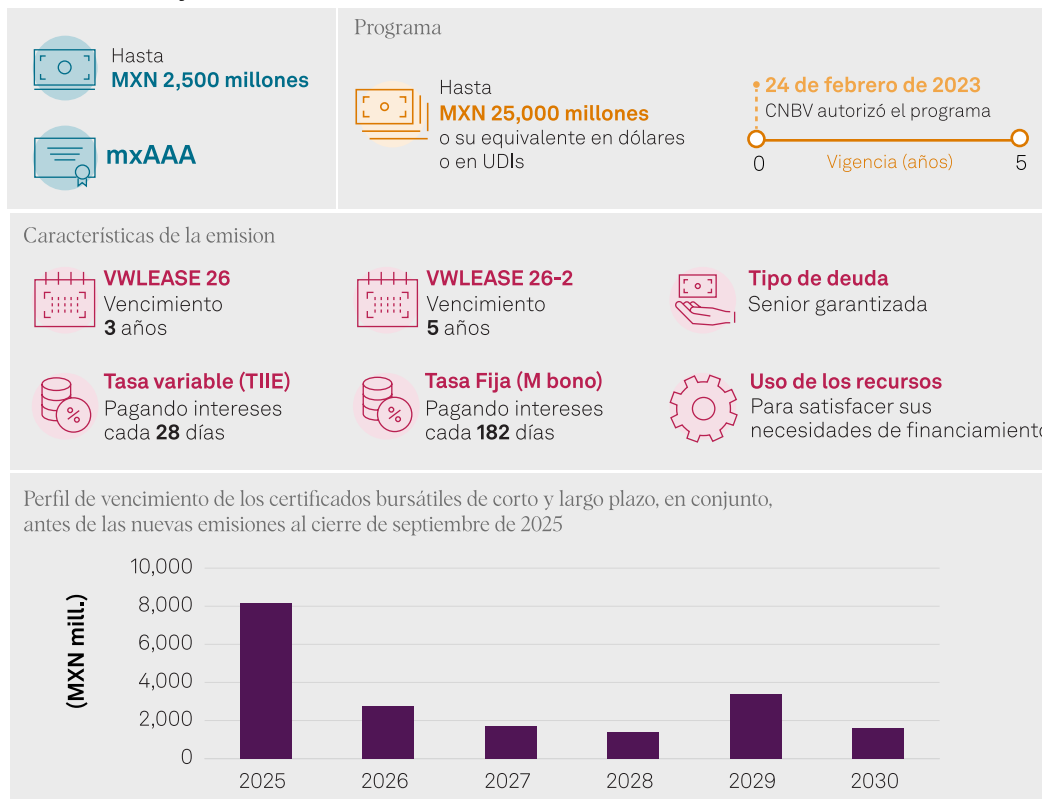 Hasta
MXN 2,500 millones
mxAAA
Programa
Hasta
MXN 25,000 millones
o su equivalente en dólares
o en UDIs
24 de febrero de 2023
CNBV autorizó el programa
0
Vigencia (años)
5
Características de la emision
VWLEASE 26
Vencimiento
3 años
VWLEASE 26-2
Vencimiento
5 años
Tipo de deuda
Senior garantizada
Tasa variable (TIIE)
Pagando intereses
cada 28 días
Tasa Fija (M bono)
Pagando intereses
cada 182 días
Uso de los recursos
Para satisfacer sus
necesidades de financiamiento
Perfil de vencimiento de los certificados bursátiles de corto y largo plazo, en conjunto,
antes de las nuevas emisiones al cierre de septiembre de 2025
(MXN mill.)
10,000
8,000
6,000
4,000
2,000
0
2025
2026
2027
2028
2029
2030